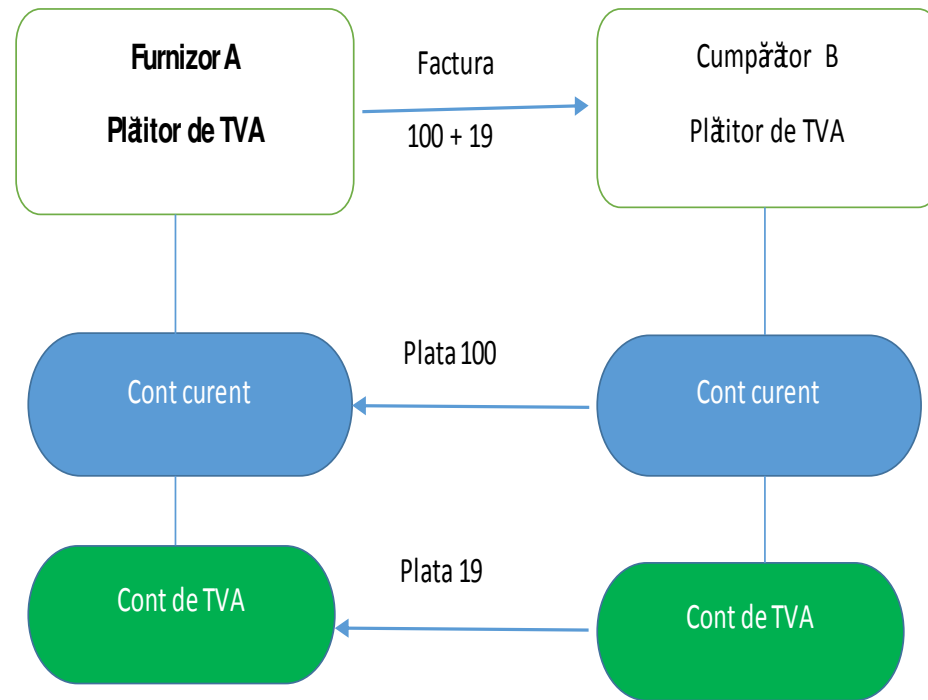 Furnizor A
Plătitor de TVA
Factura
100 + 19
Cumpărător B
Plătitor de TVA
Plata 100
Cont curent
Cont curent
Plata 19
Cont de TVA
Cont de TVA